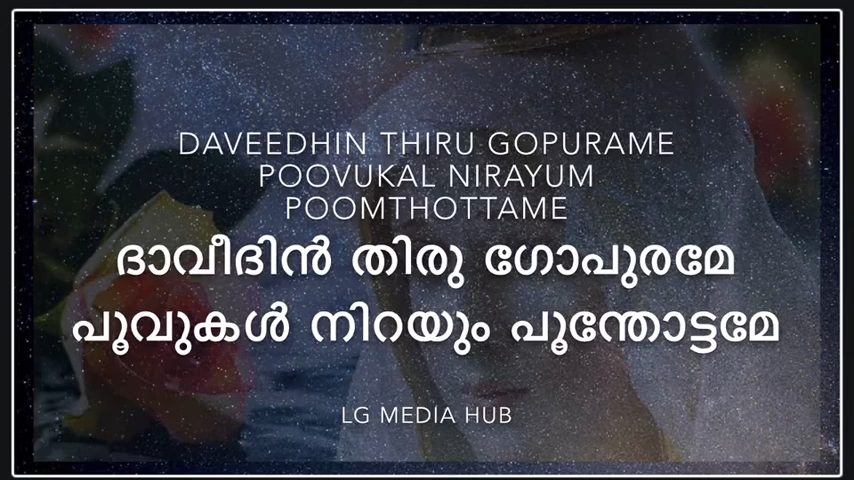 DAVEEDHIN THIRU GOPURAME
POOVUKAL NIRAYUM
POOMTHOTTAME
ദാവീദിൻ തിരു ഗോപുരമേ
പൂവുകൾ നിറയും പൂന്തോട്ടമേ
LG MEDIA HUB